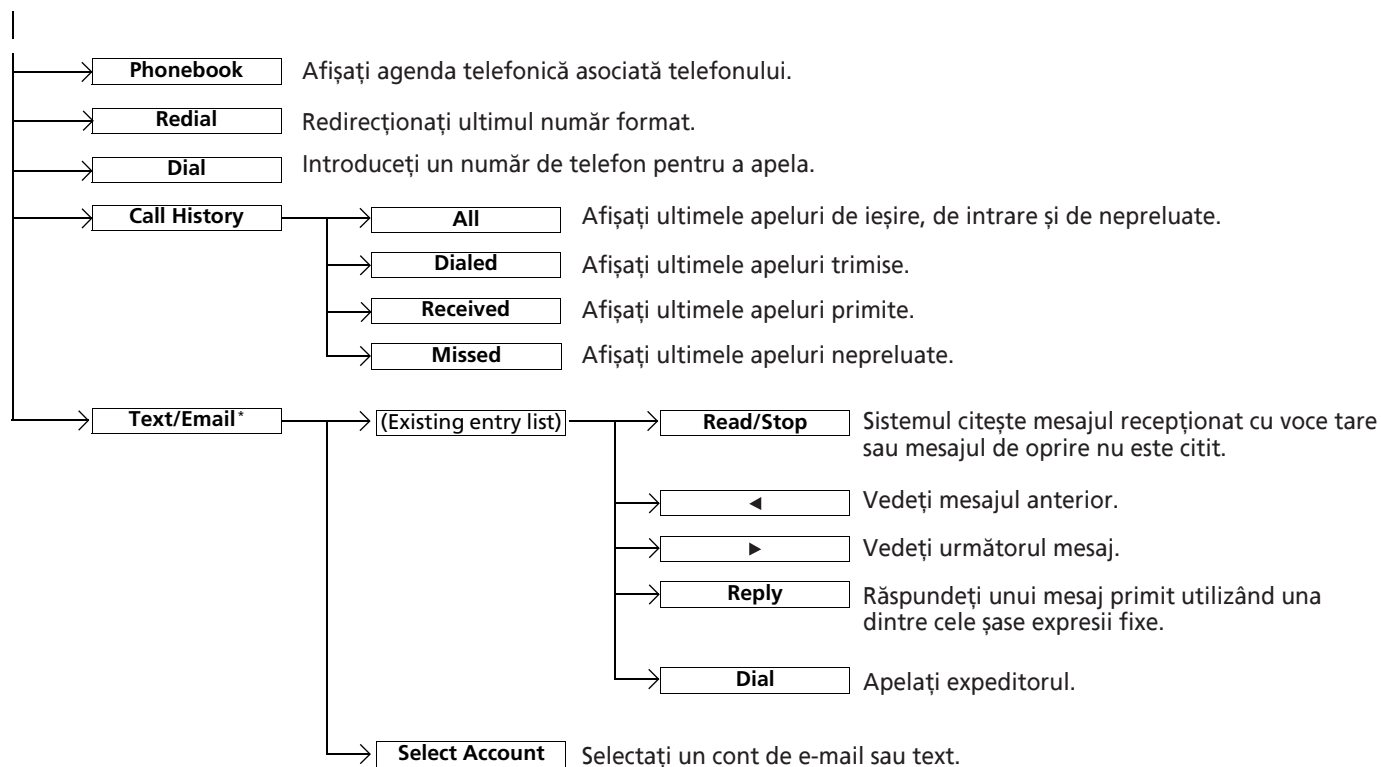 Phonebook Afișați agenda telefonică asociată telefonului.
Redial Redirecționați ultimul număr format.
Dial Introduceți un număr de telefon pentru a apela.
Call History All Afișați ultimele apeluri de ieșire, de intrare și de nepreluate.
Dialed Afișați ultimele apeluri trimise.
Received Afișați ultimele apeluri primite.
Missed Afișați ultimele apeluri nepreluate.
Text/Email* (Existing entry list) Read/Stop Sistemul citește mesajul recepționat cu voce tare
sau mesajul de oprire nu este citit.
◄ Vedeți mesajul anterior.
► Vedeți următorul mesaj.
Reply Răspundeți unui mesaj primit utilizând una
dintre cele șase expresii fixe.
Dial Apelați expeditorul.
Select Account Selectați un cont de e-mail sau text.